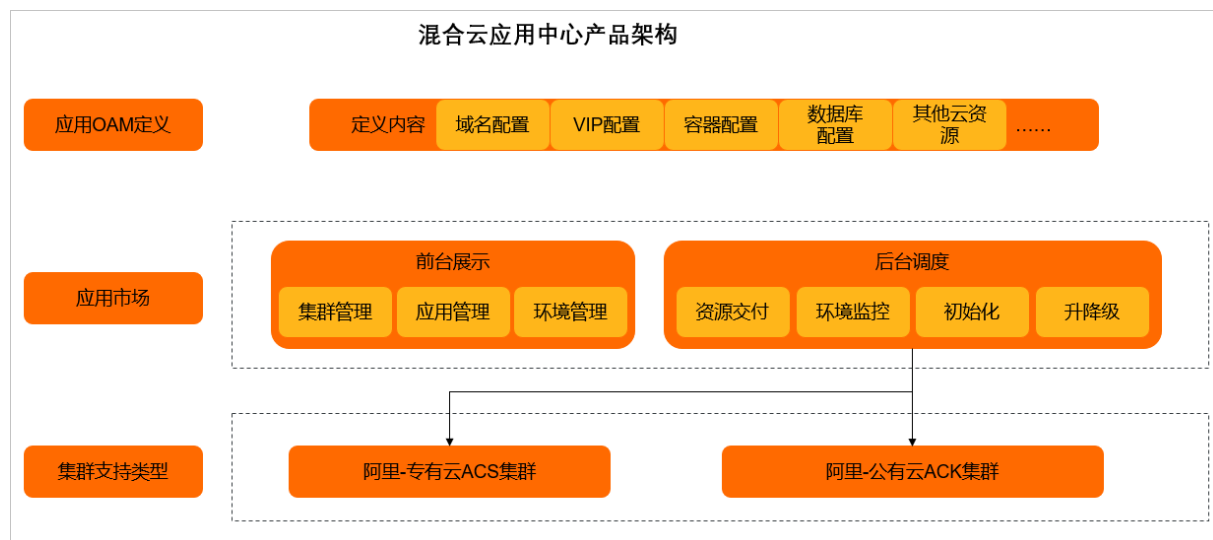 混合云应用中心产品架构
应用OAM定义
定义内容
域名配置
VIP配置
容器配置
数据库
配置
其他云资
源
……
应用市场
前台展示
集群管理
应用管理
环境管理
后台调度
资源交付
环境监控
初始化
升降级
集群支持类型
阿里-专有云ACS集群
阿里-公有云ACK集群